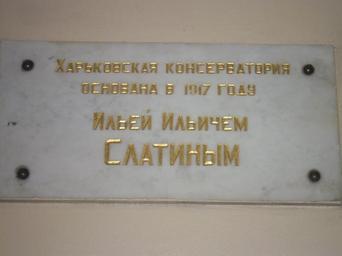 Харьковская консерватория
основана в 1917 году
Ильей Ильичем
Слатиным